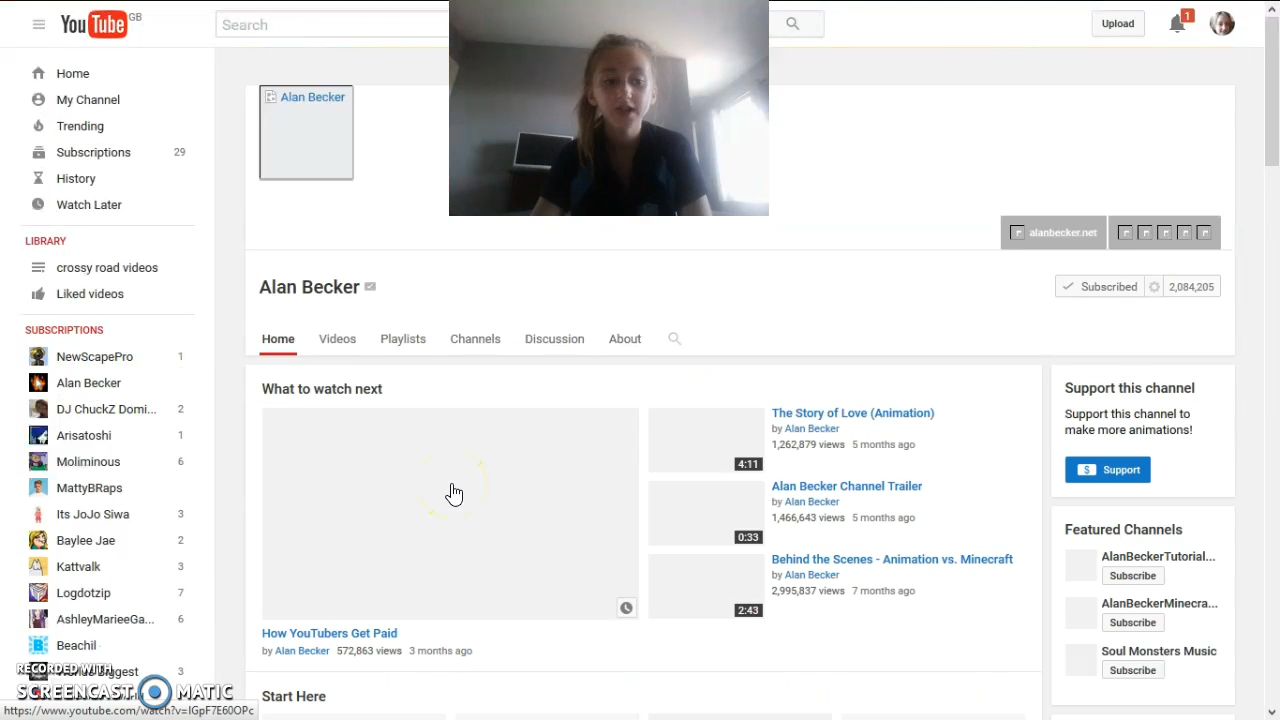 YouTube GB
Search
Upload
1
Home
My Channel
Trending
Subscriptions 29
History
Watch Later
LIBRARY
crossy road videos
Liked videos
SUBSCRIPTIONS
NewScapePro 1
Alan Becker
DJ ChuckZ Domi... 2
Arisatoshi 1
Moliminous 6
MattyBRaps
Its JoJo Siwa 3
Baylee Jae 2
Kattvalk 3
Logdotzip 7
AshleyMarieeGa... 6
Beachil
Biggest 3
RECORDED WITH
SCREENCAST MATIC
https://www.youtube.com/watch?v=IGpF7E60OPc
Alan Becker
alanbecker.net
Alan Becker
Subscribed 2,084,205
Home Videos Playlists Channels Discussion About
What to watch next
How YouTubers Get Paid
by Alan Becker 572,863 views 3 months ago
The Story of Love (Animation)
by Alan Becker
1,262,879 views 5 months ago
4:11
Alan Becker Channel Trailer
by Alan Becker
1,466,643 views 5 months ago
0:33
Behind the Scenes - Animation vs. Minecraft
by Alan Becker
2,995,837 views 7 months ago
2:43
Start Here
Support this channel
Support this channel to
make more animations!
$ Support
Featured Channels
AlanBeckerTutorial...
Subscribe
AlanBeckerMinecra...
Subscribe
Soul Monsters Music
Subscribe